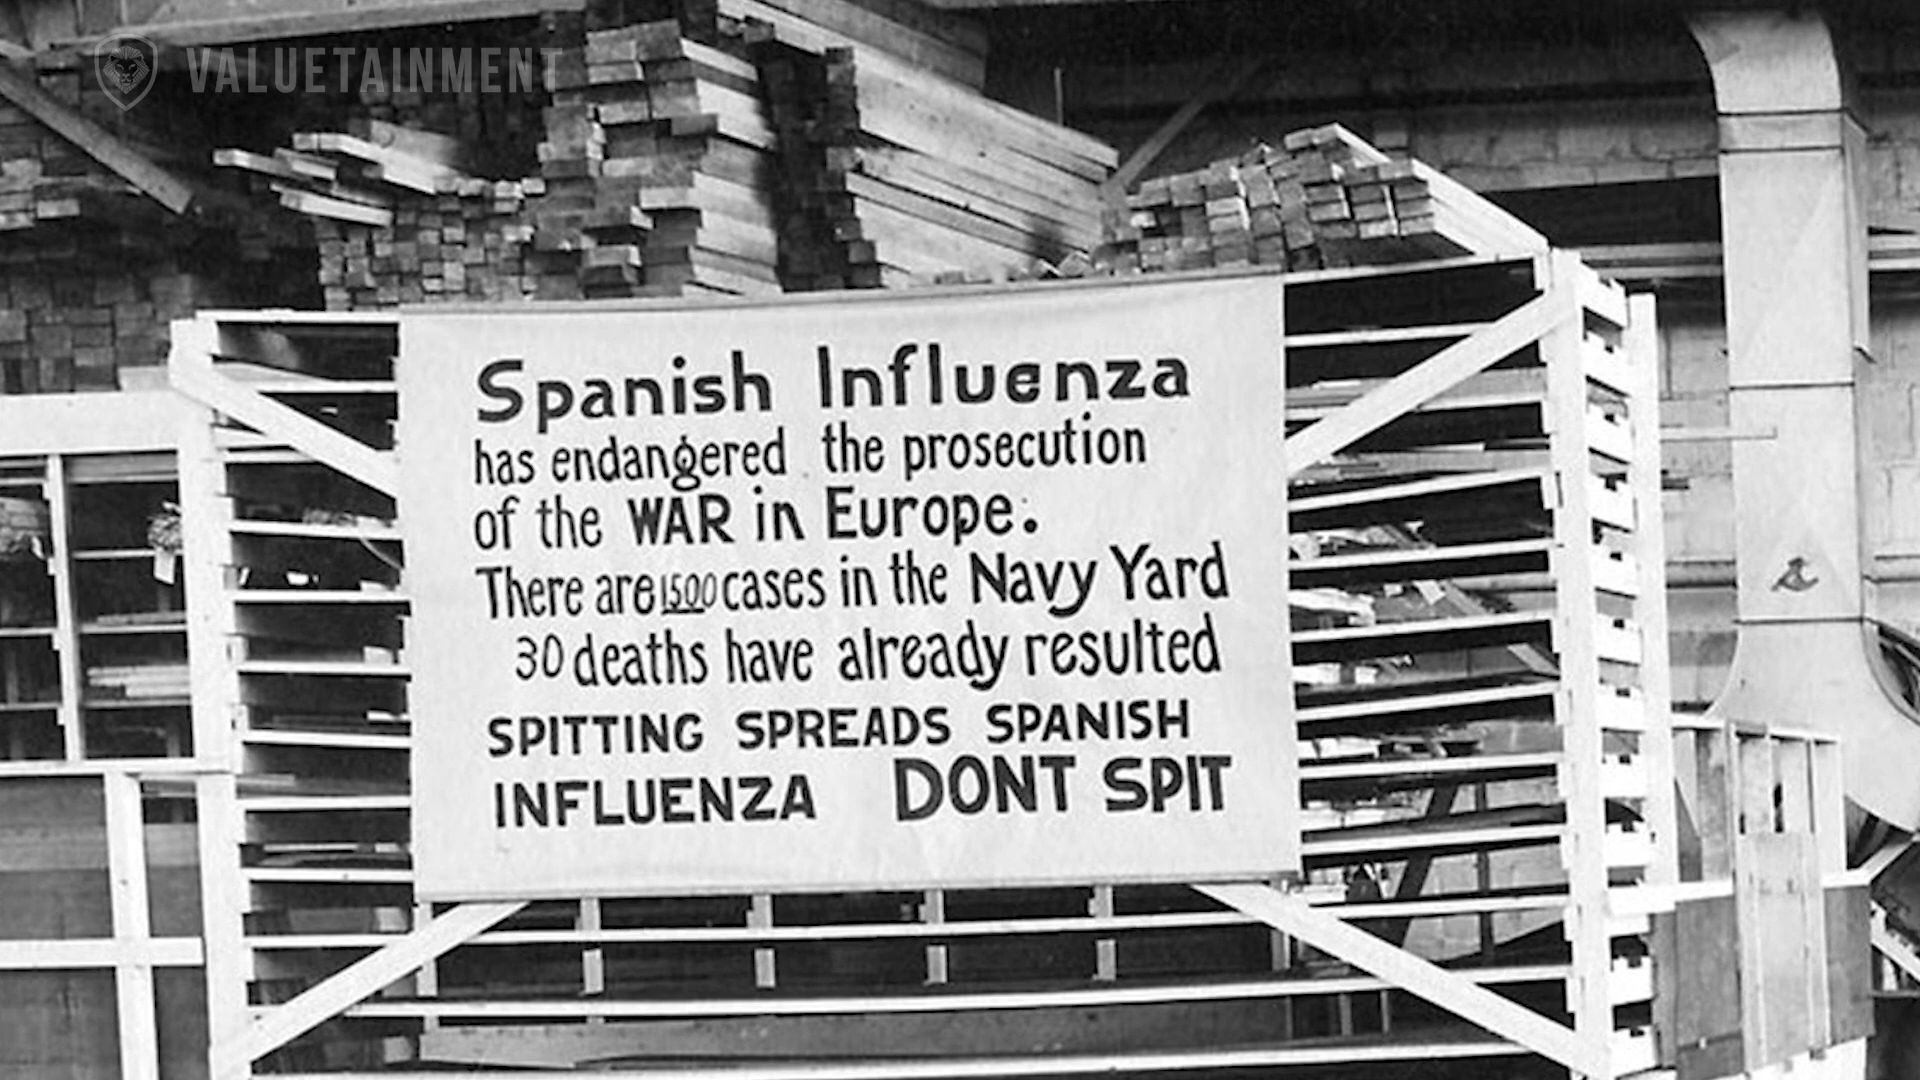 VALUETAINMENT
Spanish Influenza
has endangered the prosecution
of the WAR in Europe.
There are 1500 cases in the Navy Yard
30 deaths have already resulted
SPITTING SPREADS SPANISH
INFLUENZA DONT SPIT